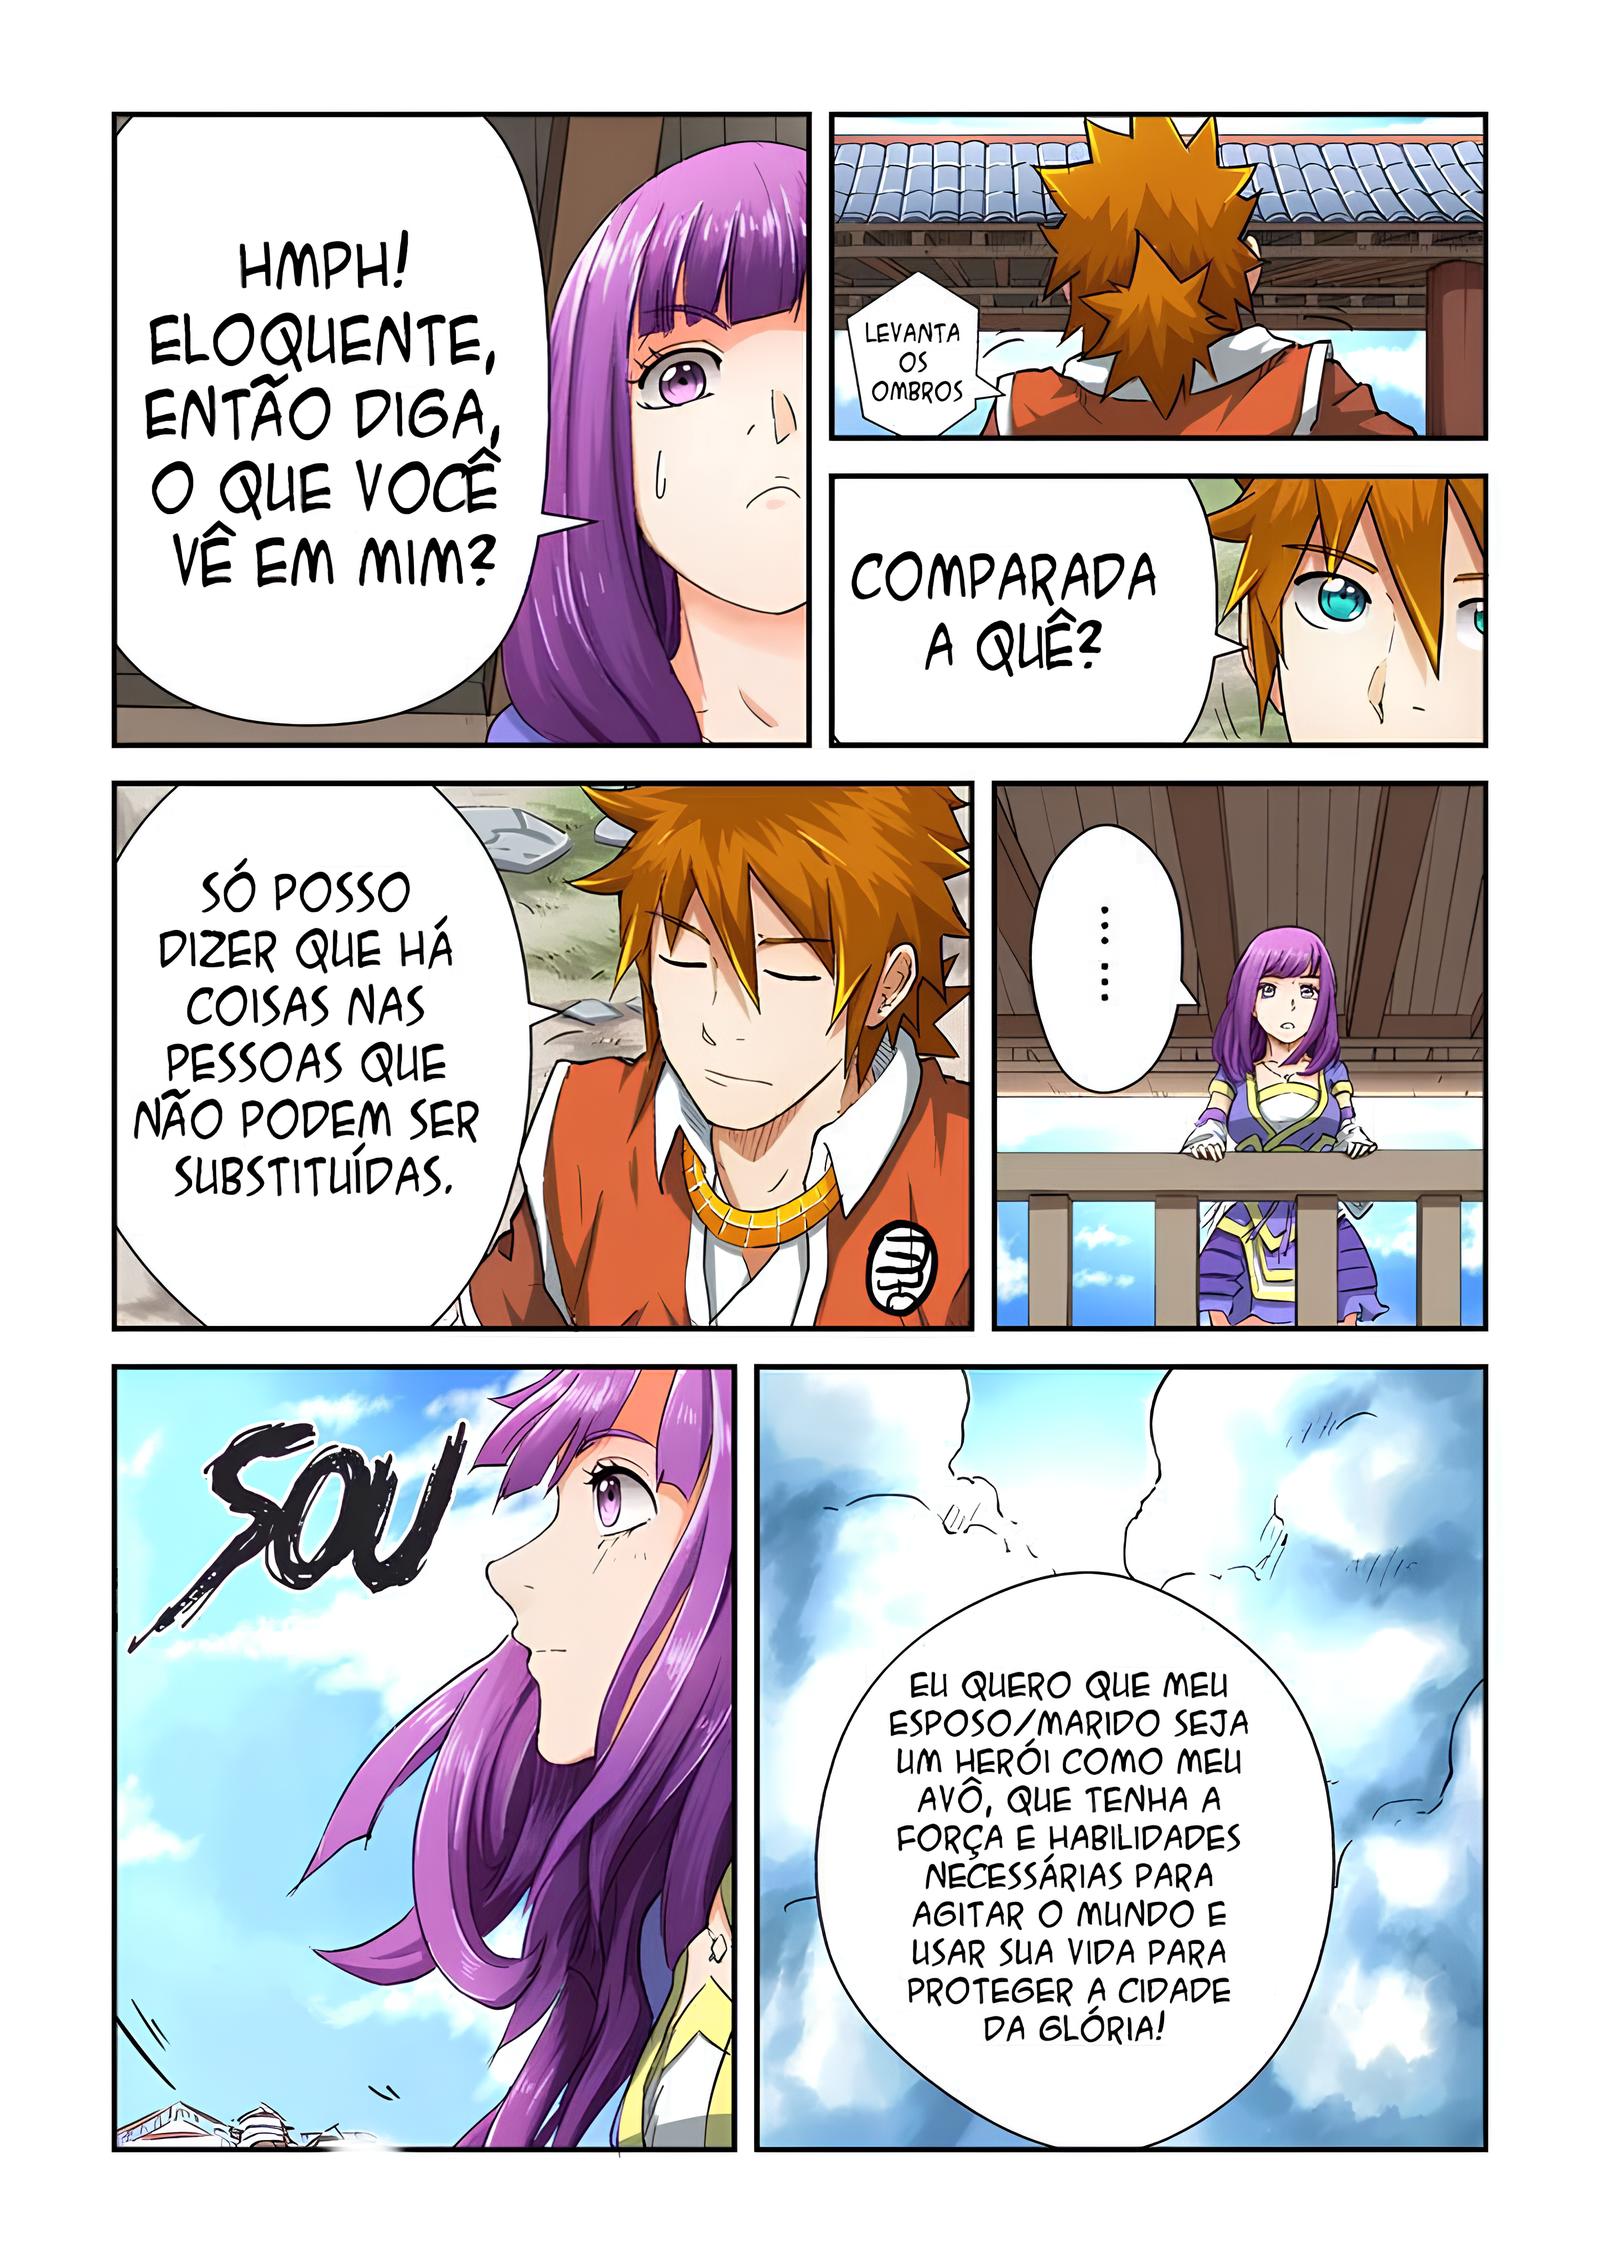 HMPH!
ELOQUENTE,
ENTÃO DIGA,
O QUE VOCÊ
VÊ EM MIM?
LEVANTA
OS
OMBROS
COMPARADA
A QUÊ?
SÓ POSSO
DIZER QUE HÁ
COISAS NAS
PESSOAS QUE
NÃO PODEM SER
SUBSTITUÍDAS.
......
SOU
EU QUERO QUE MEU
ESPOSO/MARIDO SEJA
UM HERÓI COMO MEU
AVÔ, QUE TENHA A
FORÇA E HABILIDADES
NECESSÁRIAS PARA
AGITAR O MUNDO E
USAR SUA VIDA PARA
PROTEGER A CIDADE
DA GLÓRIA!